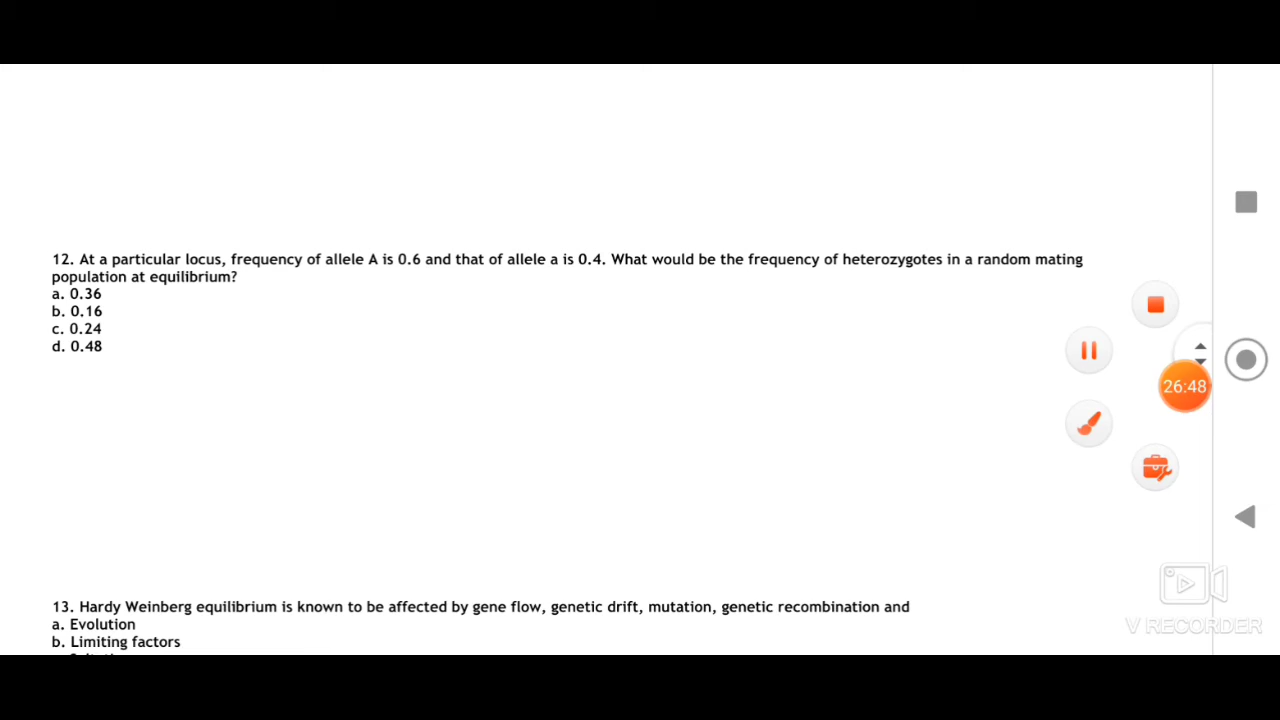 12. At a particular locus, frequency of allele A is 0.6 and that of allele a is 0.4. What would be the frequency of heterozygotes in a random mating
population at equilibrium?
a. 0.36
b. 0.16
c. 0.24
d. 0.48
26:48
13. Hardy Weinberg equilibrium is known to be affected by gene flow, genetic drift, mutation, genetic recombination and
a. Evolution
b. Limiting factors
V RECORDER